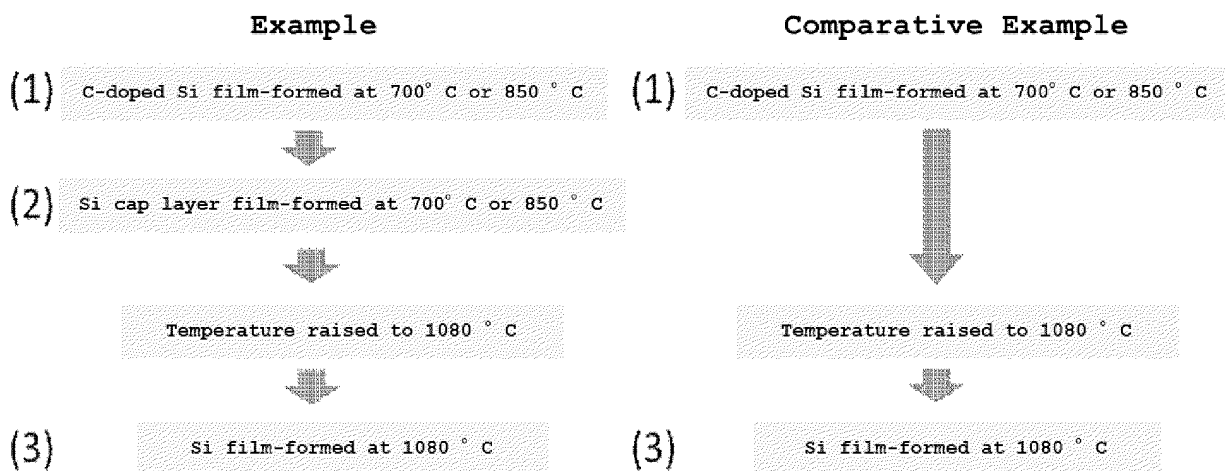 Example
(1) C-doped Si film-formed at 700° C or 850 ° C
(2) Si cap layer film-formed at 700° C or 850 ° C
Temperature raised to 1080 ° C
(3) Si film-formed at 1080 ° C
Comparative Example
(1) C-doped Si film-formed at 700° C or 850 ° C
Temperature raised to 1080 ° C
(3) Si film-formed at 1080 ° C